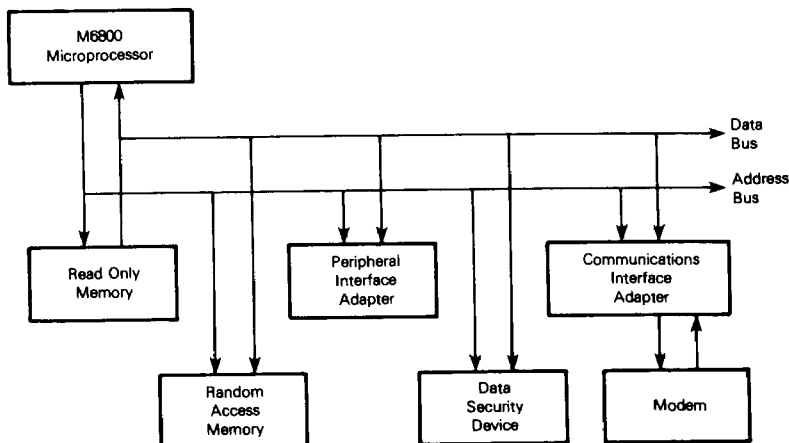 M6800
Microprocessor
Data
Bus
Address
Bus
Read Only
Memory
Peripheral
Interface
Adapter
Communications
Interface
Adapter
Random
Access
Memory
Data
Security
Device
Modem